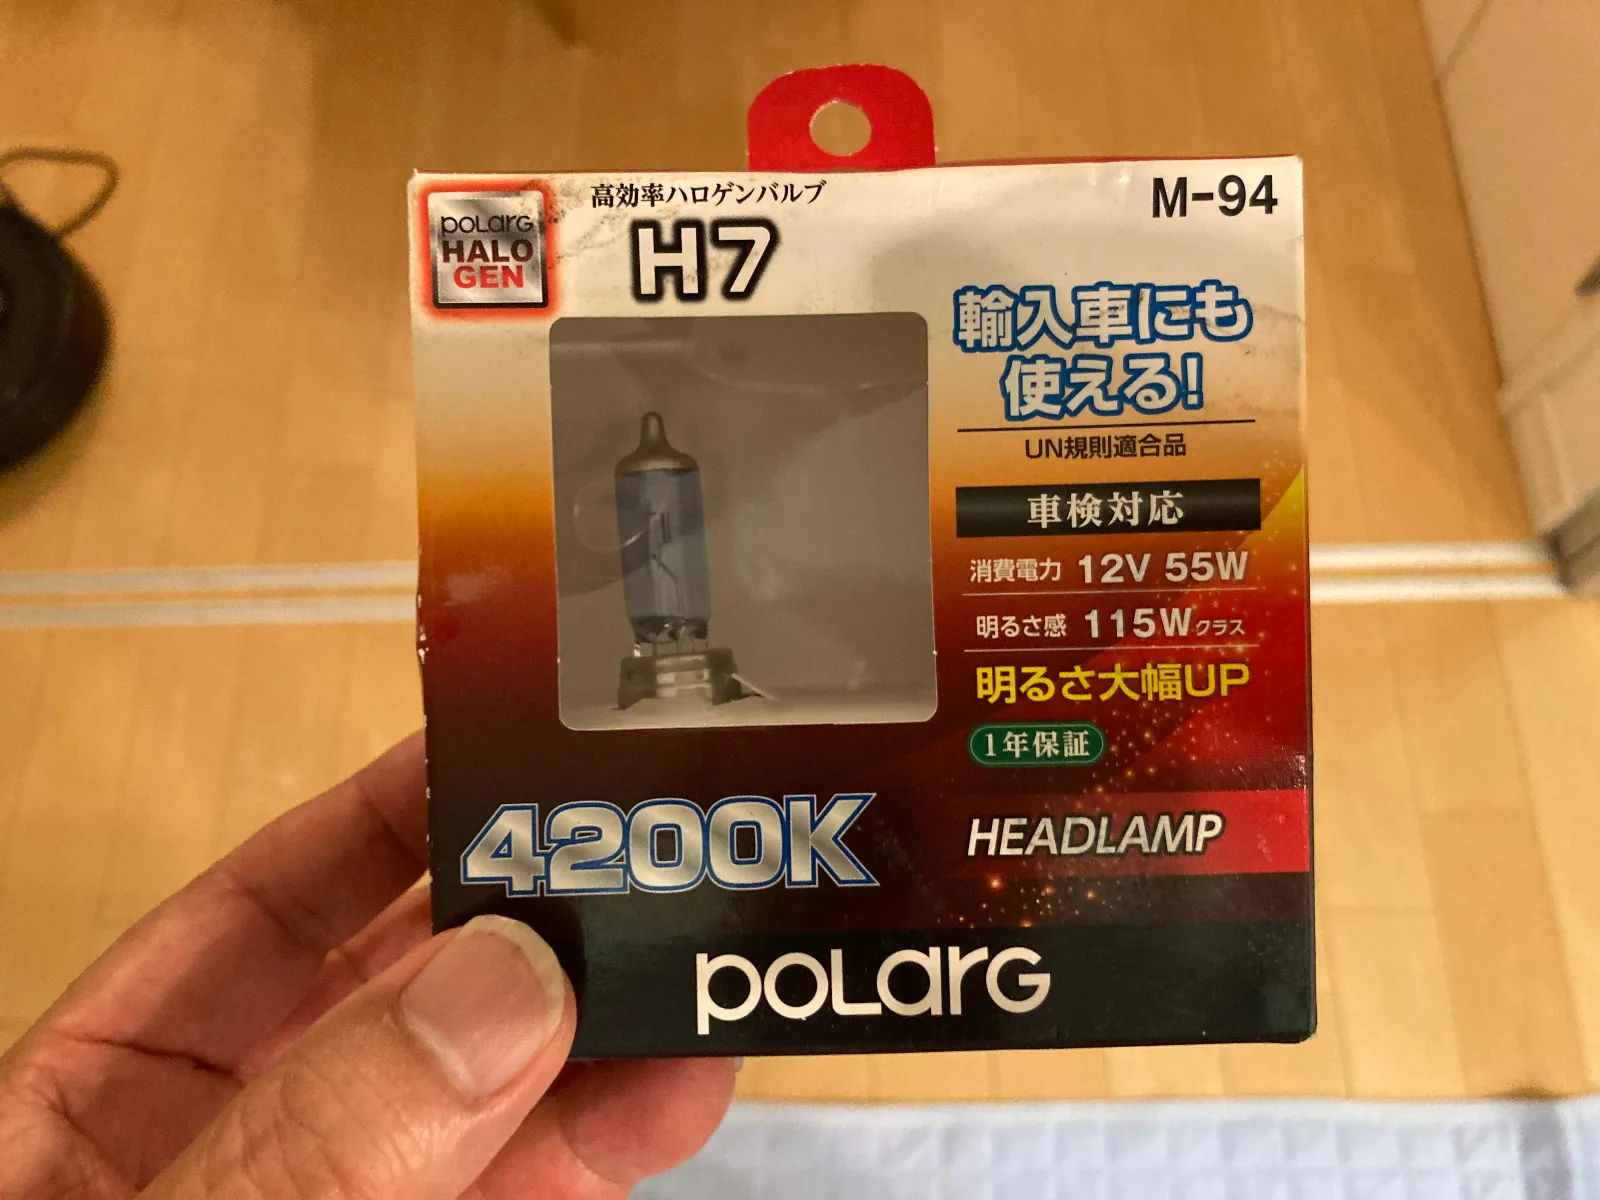 polarg
HALO
GEN
高効率ハロゲンバルブ
H7
M-94
輸入車にも
使える!
UN規則適合品
車検対応
消費電力 12V 55W
明るさ感 115Wクラス
明るさ大幅UP
1年保証
4200K
HEADLAMP
polarg